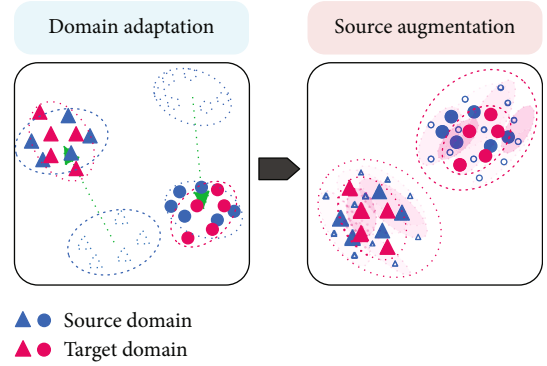 Domain adaptation
Source augmentation
Source domain
Target domain